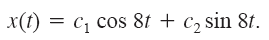 x(t) = c₁ cos 8t + c₂ sin 8t.